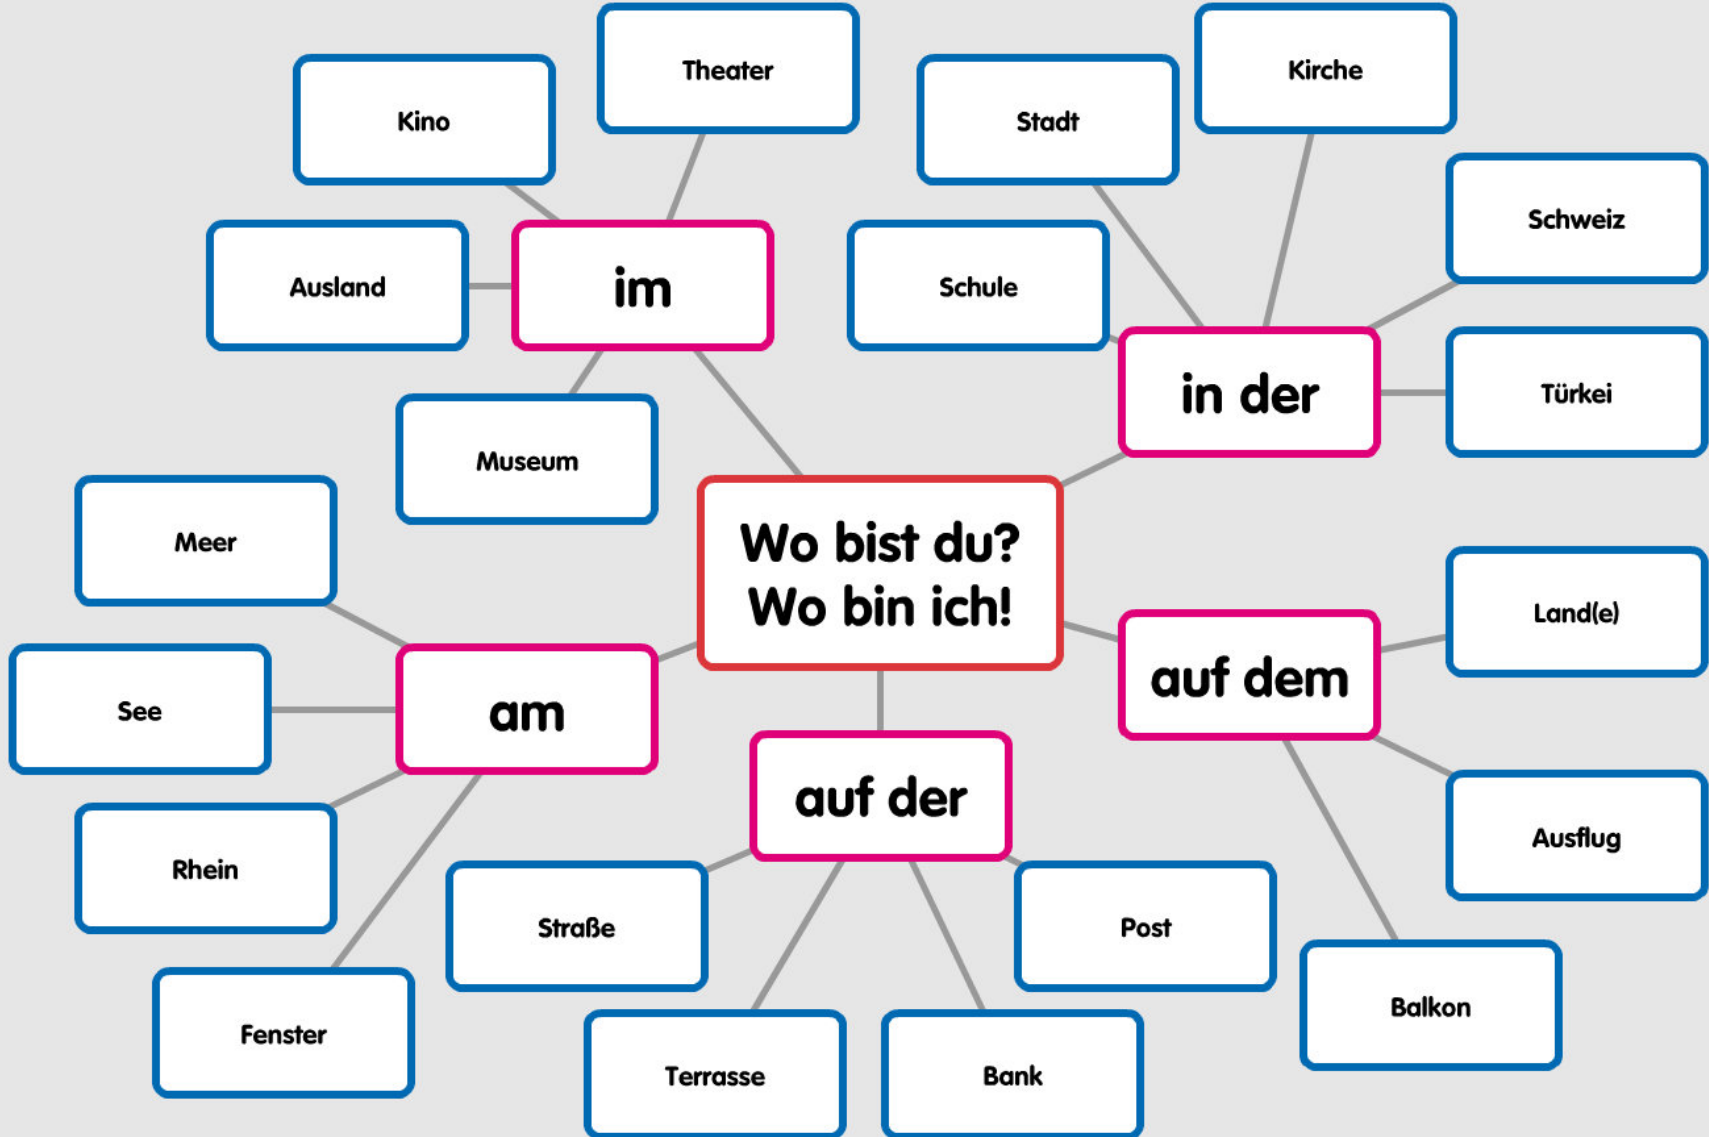 Theater
Kino
Ausland
im
Museum
Kirche
Stadt
Schweiz
Schule
in der
Türkei
Wo bist du?
Wo bin ich!
Meer
See
am
Rhein
Fenster
auf der
Straße
Post
Terrasse
Bank
auf dem
Land(e)
Ausflug
Balkon